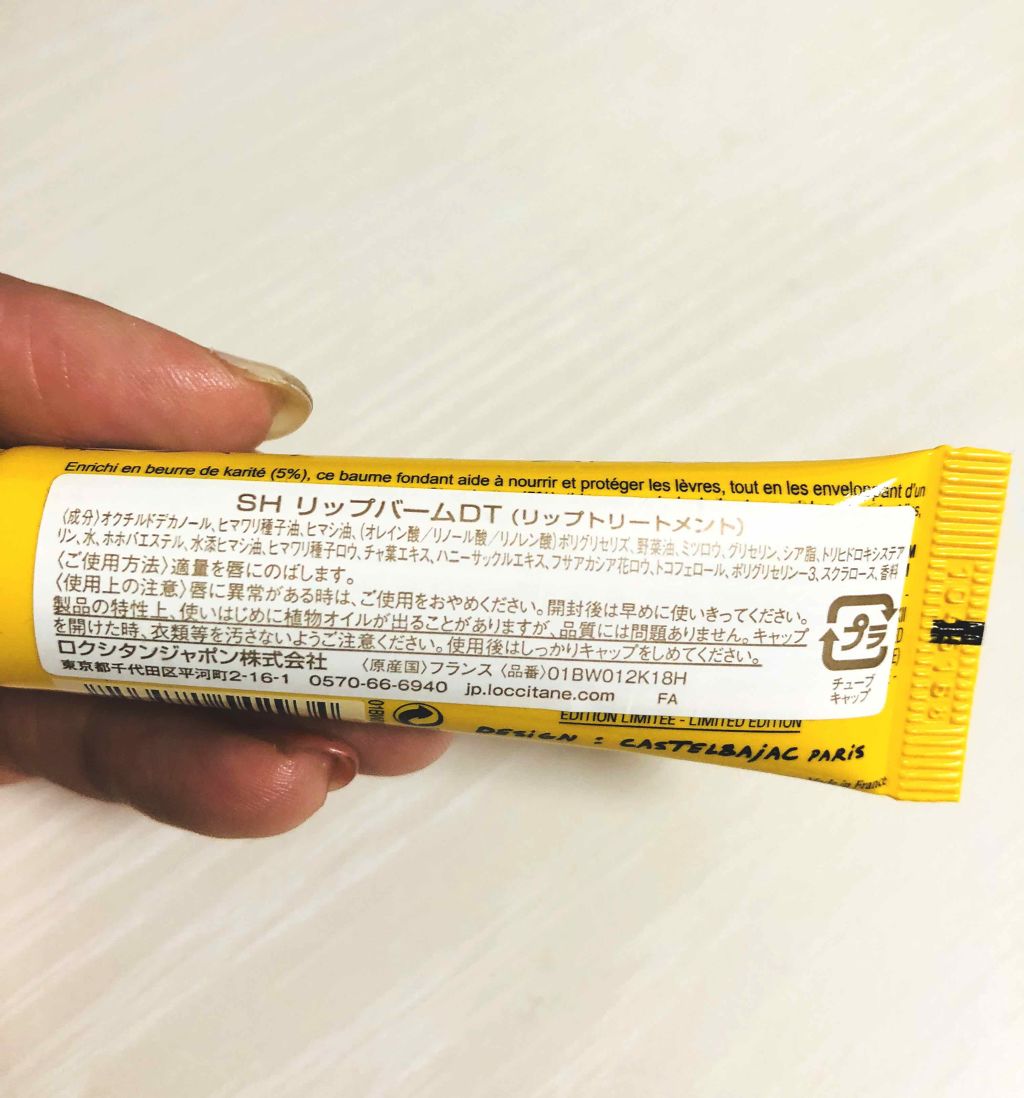 Enrichi en beurre de karité (5%), ce baume fondant aide à nourrir et protéger les lèvres, tout en les enveloppant d'un
SH リップバームDT (リップトリートメント)
〈成分〉オクチルドデカノール、ヒマワリ種子油、ヒマシ油、(オレイン酸/リノール酸/リノレン酸)ポリグリセリズ、野菜油、ミツロウ、グリセリン、シア脂、トリヒドロキシステア
リン、水、ホホバエステル、水添ヒマシ油、ヒマワリ種子ロウ、チャ葉エキス、ハニーサックルエキス、フサアカシア花ロウ、トコフェロール、ポリグリセリン-3、スクラロース、香料
〈ご使用方法〉適量を唇にのばします。
〈使用上の注意〉唇に異常がある時は、ご使用をおやめください。開封後は早めに使いきってください。
製品の特性上、使いはじめに植物オイルが出ることがありますが、品質には問題ありません。キャップ
を開けた時、衣類等を汚さないようご注意ください。使用後はしっかりキャップをしめてください。
ロクシタンジャポン株式会社 〈原産国〉フランス 〈品番〉01BW012K18H
東京都千代田区平河町2-16-1 0570-66-6940 jp.loccitane.com FA
プラ
チューブ
キャップ
EDITION LIMITEE - LIMITED EDITION
DESiGN : CASTELBAjAC PARiS
Made in France